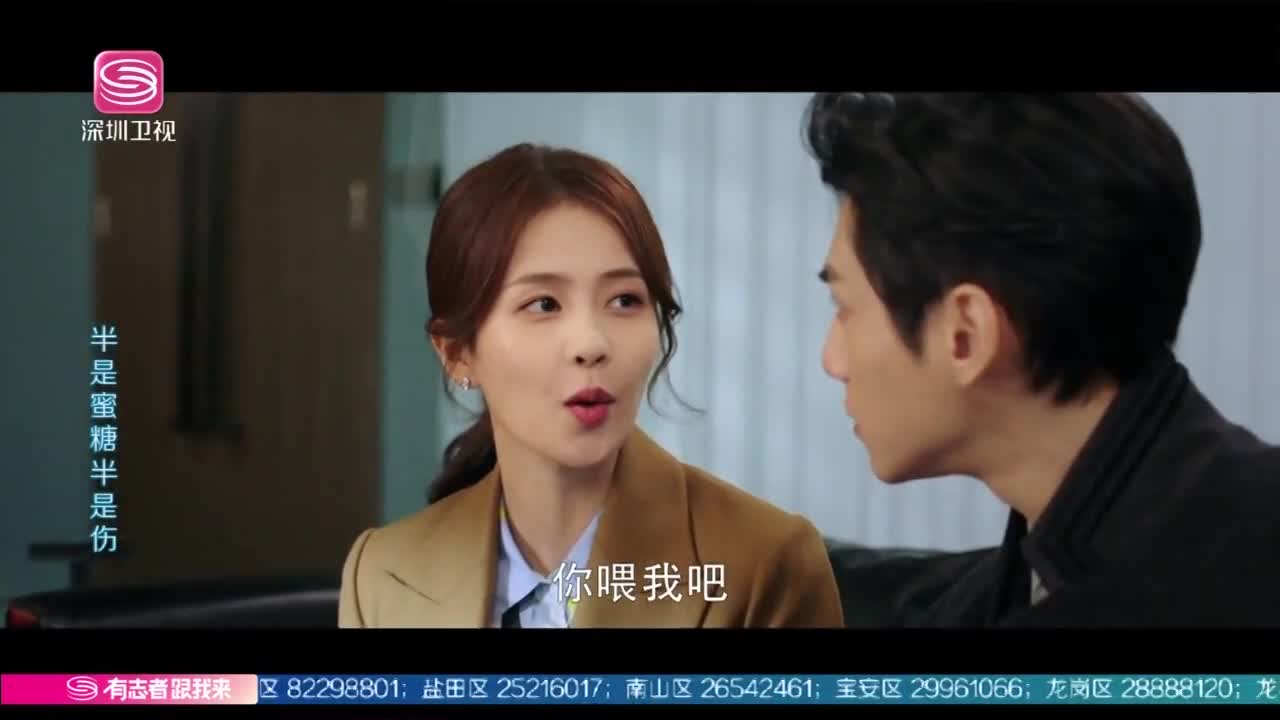 深圳卫视
半是蜜糖半是伤
你喂我吧
有志者跟我来
区 82298801；盐田区 25216017；南山区 26542461；宝安区 29961066；龙岗区 28888120；龙